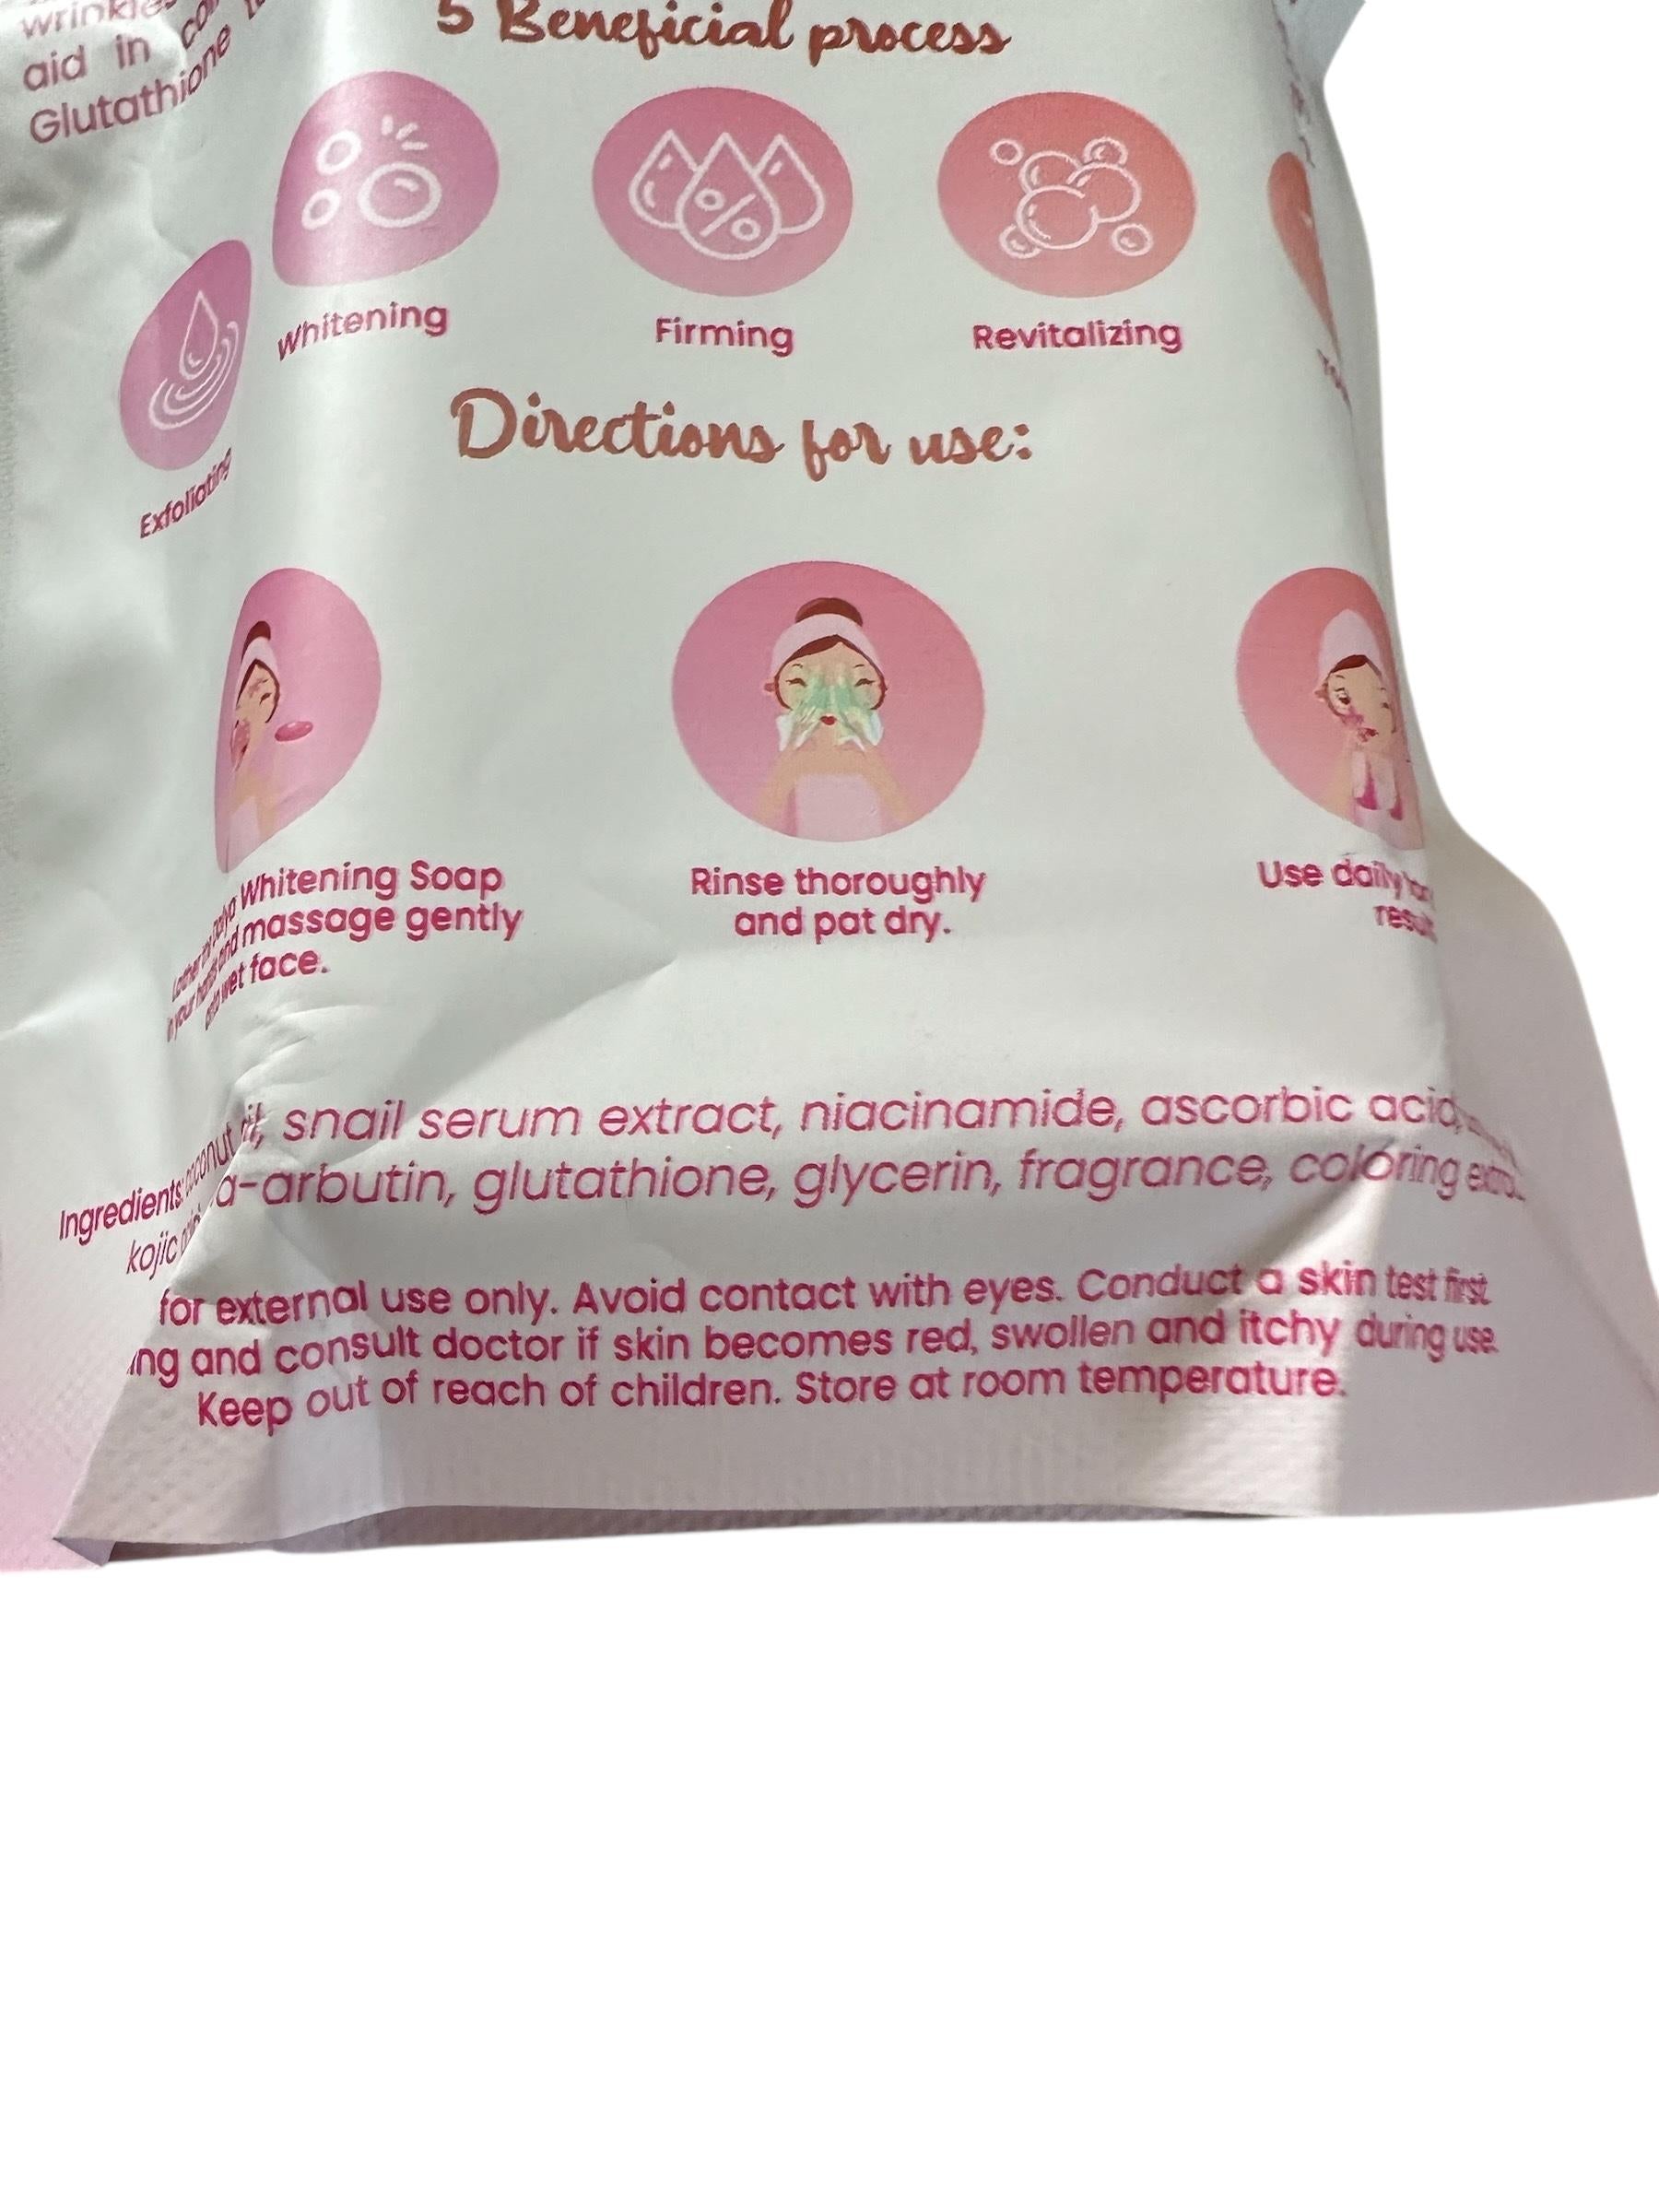 aid in
Glutathione
5 Beneficial process
Exfoliating
Whitening
Firming
Revitalizing
Directions for use:
Whitening Soap
and massage gently
wet face.
Rinse thoroughly
and pat dry.
Use daily
Ingredients: coconut oil, snail serum extract, niacinamide, ascorbic acid,
kojic a-arbutin, glutathione, glycerin, fragrance, coloring
for external use only. Avoid contact with eyes. Conduct a skin test first
and consult doctor if skin becomes red, swollen and itchy during use.
Keep out of reach of children. Store at room temperature.